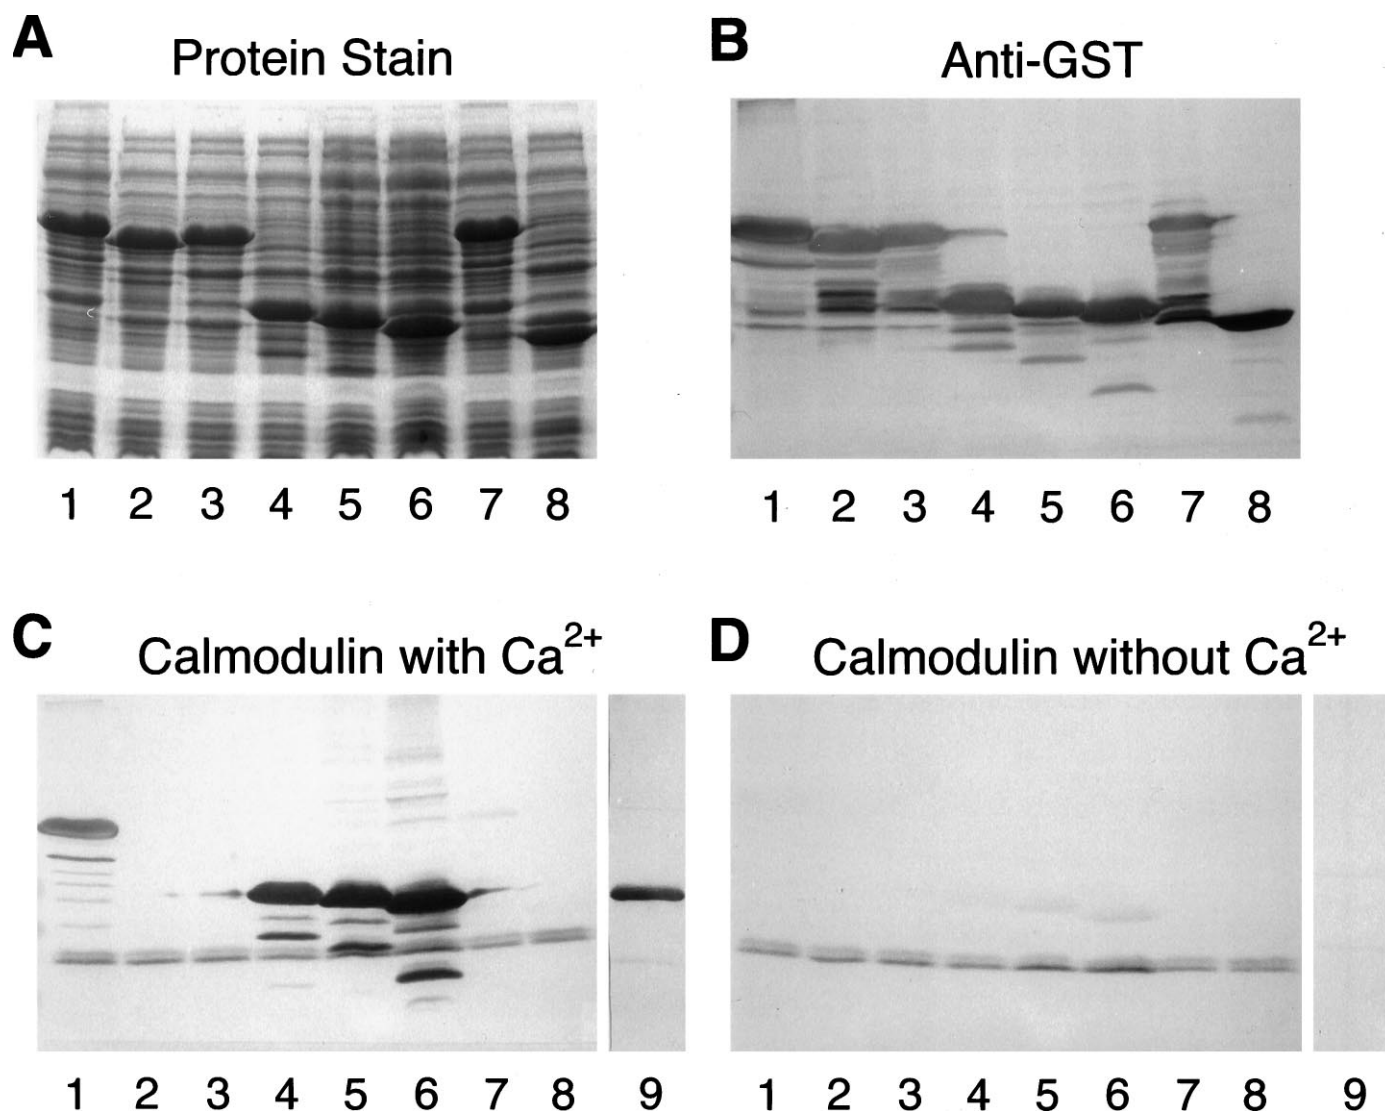 A Protein Stain
B Anti-GST
1 2 3 4 5 6 7 8
1 2 3 4 5 6 7 8
C Calmodulin with Ca²⁺
D Calmodulin without Ca²⁺
1 2 3 4 5 6 7 8 9
1 2 3 4 5 6 7 8 9